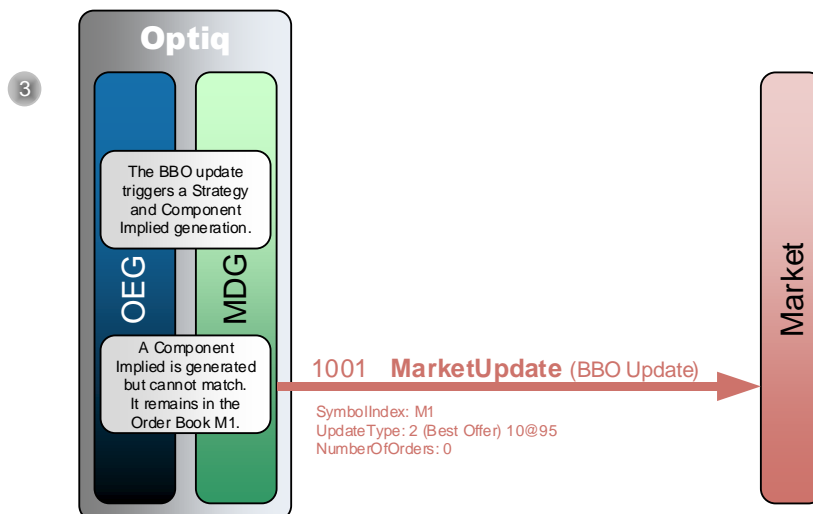 Optiq
3
The BBO update
triggers a Strategy
and Component
Implied generation.
OEG
MDG
Market
A Component
Implied is generated
but cannot match.
It remains in the
Order Book M1.
1001 MarketUpdate (BBO Update)
SymbolIndex: M1
UpdateType: 2 (Best Offer) 10@95
NumberOfOrders: 0